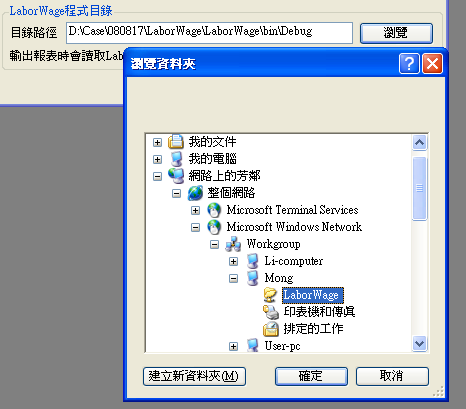 LaborWage程式目錄
目錄路徑 D:\Case\080817\LaborWage\LaborWage\bin\Debug 瀏覽
輸出報表時會讀取Lab
瀏覽資料夾
我的文件
我的電腦
網路上的芳鄰
整個網路
Microsoft Terminal Services
Microsoft Windows Network
Workgroup
Li-computer
Mong
LaborWage
印表機和傳真
排定的工作
User-pc
建立新資料夾(M) 確定 取消